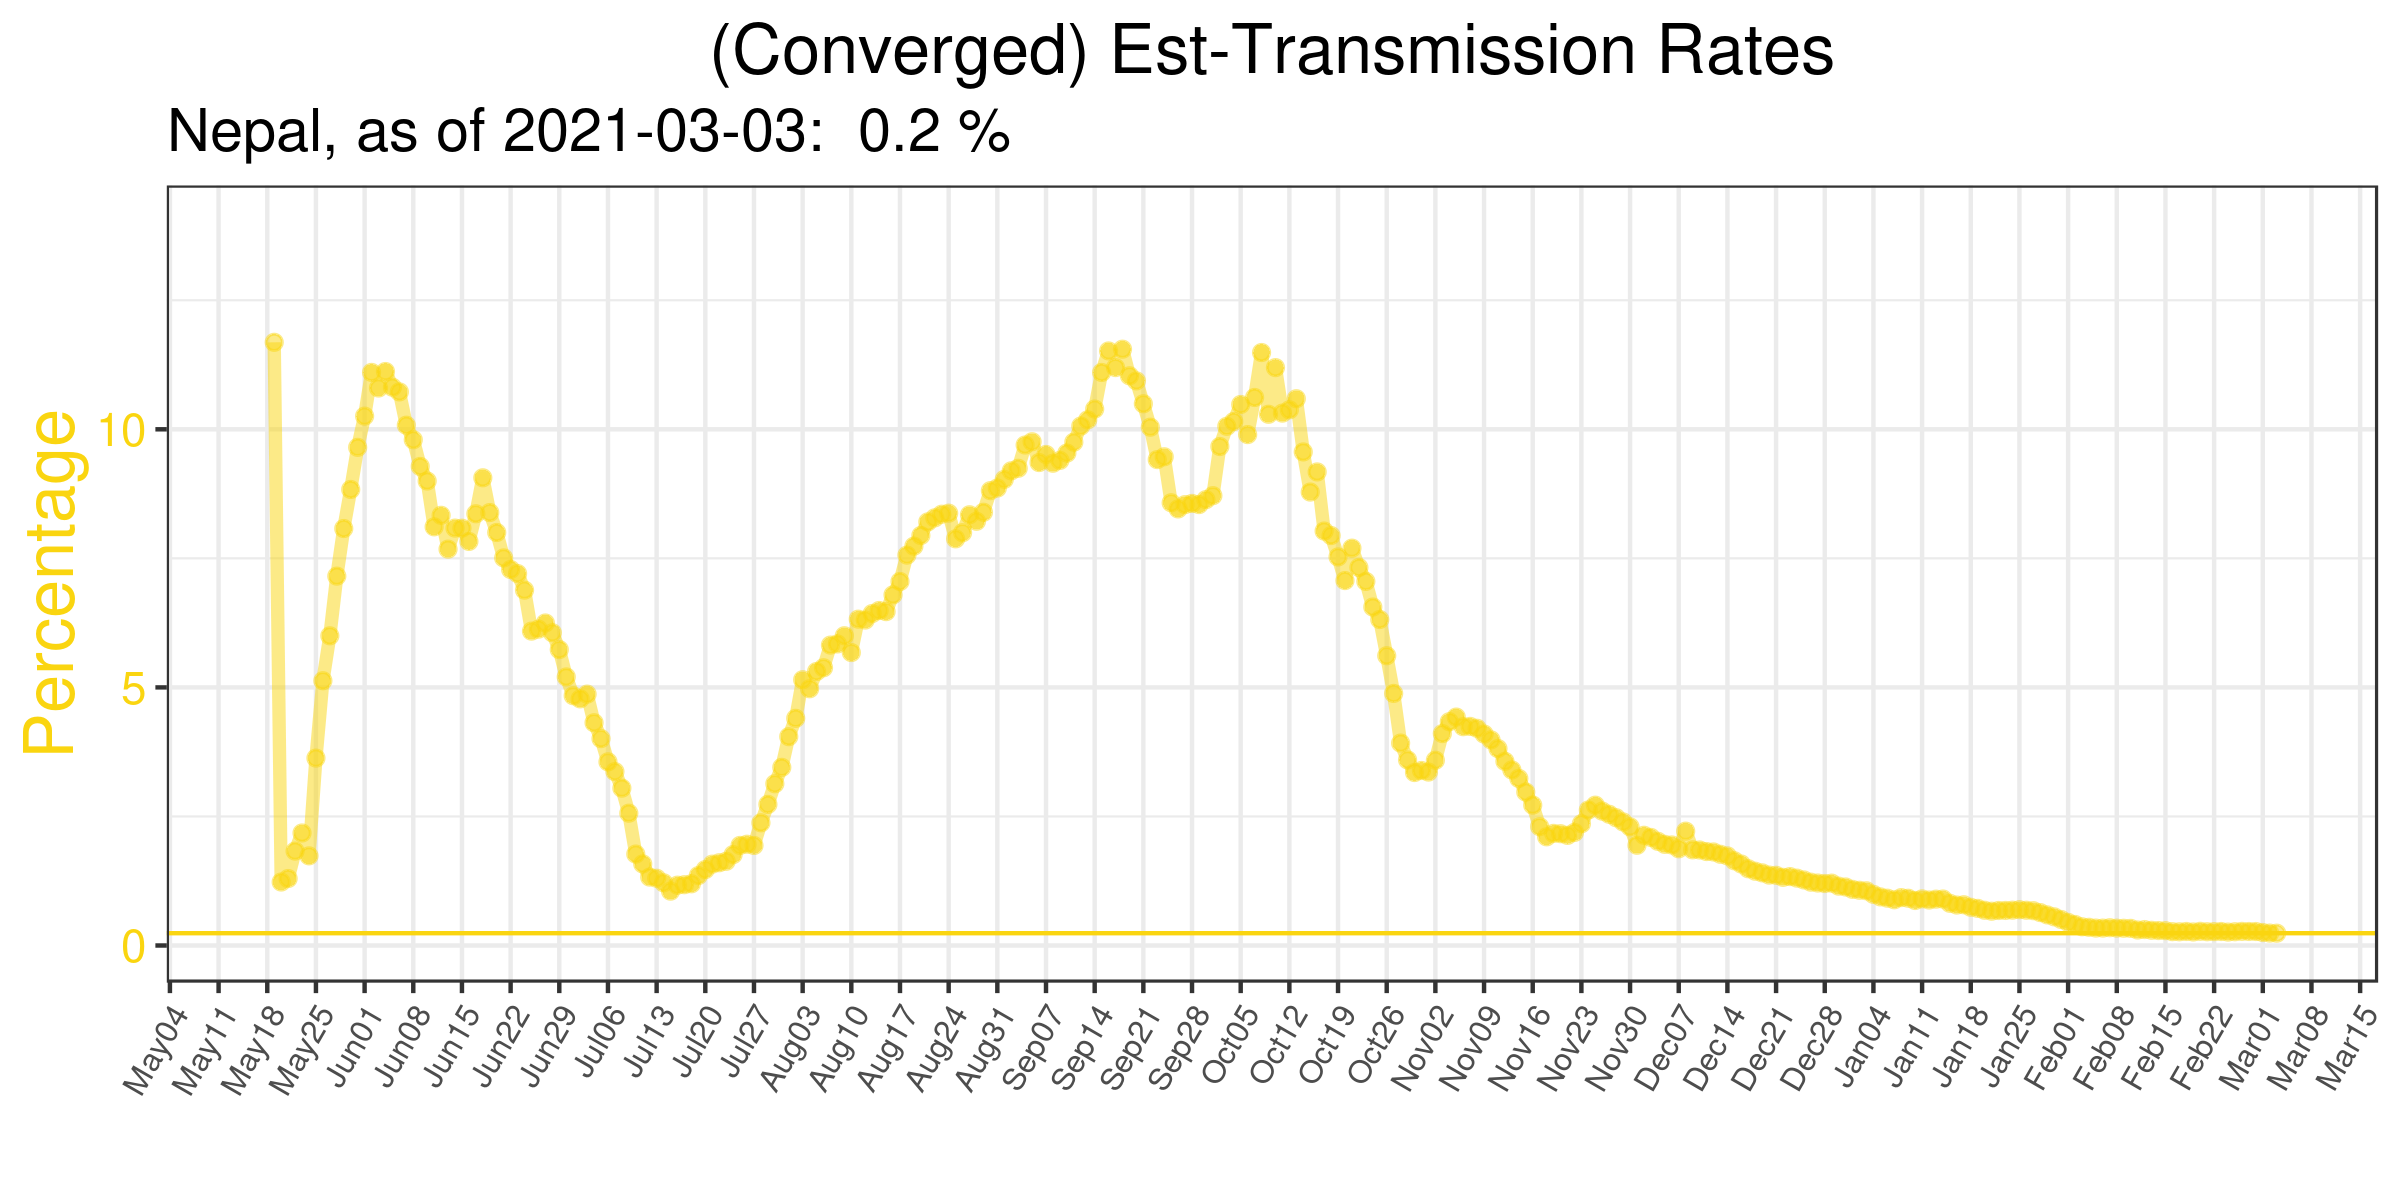 (Converged) Est-Transmission Rates
Nepal, as of 2021-03-03:  0.2 %
Percentage
10
5
0
May04
May11
May18
May25
Jun01
Jun08
Jun15
Jun22
Jun29
Jul06
Jul13
Jul20
Jul27
Aug03
Aug10
Aug17
Aug24
Aug31
Sep07
Sep14
Sep21
Sep28
Oct05
Oct12
Oct19
Oct26
Nov02
Nov09
Nov16
Nov23
Nov30
Dec07
Dec14
Dec21
Dec28
Jan04
Jan11
Jan18
Jan25
Feb01
Feb08
Feb15
Feb22
Mar01
Mar08
Mar15